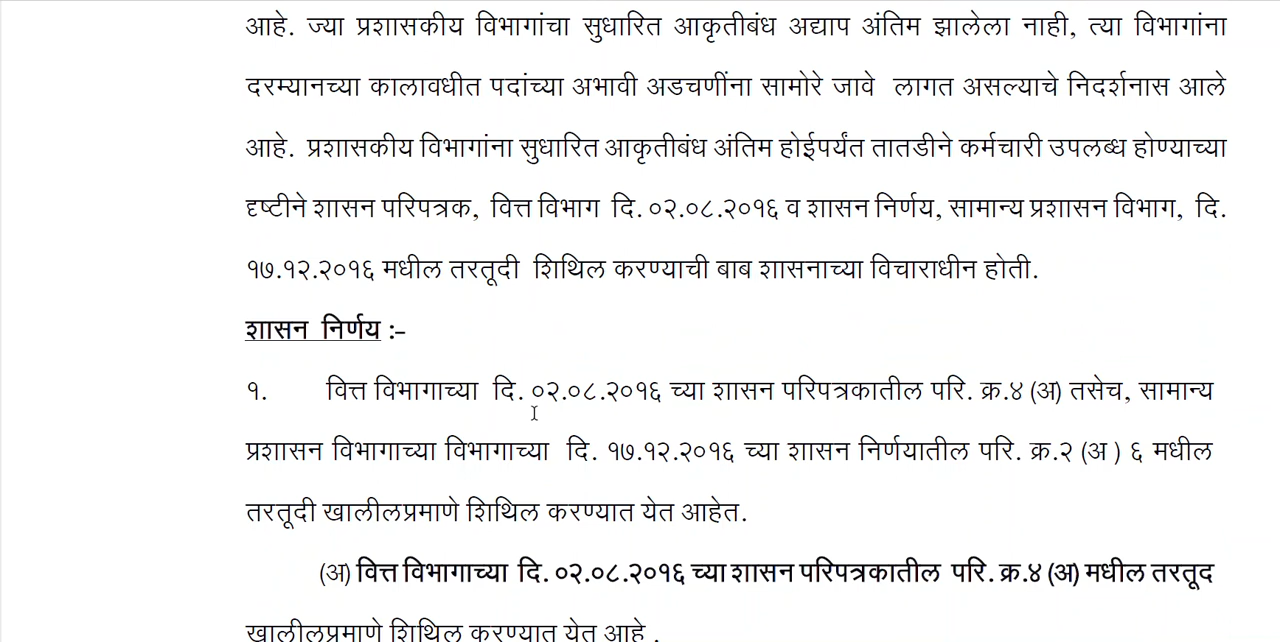 आहे. ज्या प्रशासकीय विभागांचा सुधारित आकृतीबंध अद्याप अंतिम झालेला नाही, त्या विभागांना
दरम्यानच्या कालावधीत पदांच्या अभावी अडचणींना सामोरे जावे लागत असल्याचे निदर्शनास आले
आहे. प्रशासकीय विभागांना सुधारित आकृतीबंध अंतिम होईपर्यंत तातडीने कर्मचारी उपलब्ध होण्याच्या
दृष्टीने शासन परिपत्रक, वित्त विभाग दि. ०२.०८.२०१६ व शासन निर्णय, सामान्य प्रशासन विभाग, दि.
१७.१२.२०१६ मधील तरतूदी शिथिल करण्याची बाब शासनाच्या विचाराधीन होती.
शासन निर्णय :-
१. वित्त विभागाच्या दि. ०२.०८.२०१६ च्या शासन परिपत्रकातील परि. क्र.४ (अ) तसेच, सामान्य
प्रशासन विभागाच्या विभागाच्या दि. १७.१२.२०१६ च्या शासन निर्णयातील परि. क्र.२ (अ ) ६ मधील
तरतूदी खालीलप्रमाणे शिथिल करण्यात येत आहेत.
(अ) वित्त विभागाच्या दि. ०२.०८.२०१६ च्या शासन परिपत्रकातील परि. क्र.४ (अ) मधील तरतूद
खालीलप्रमाणे शिथिल करण्यात येत आहे .